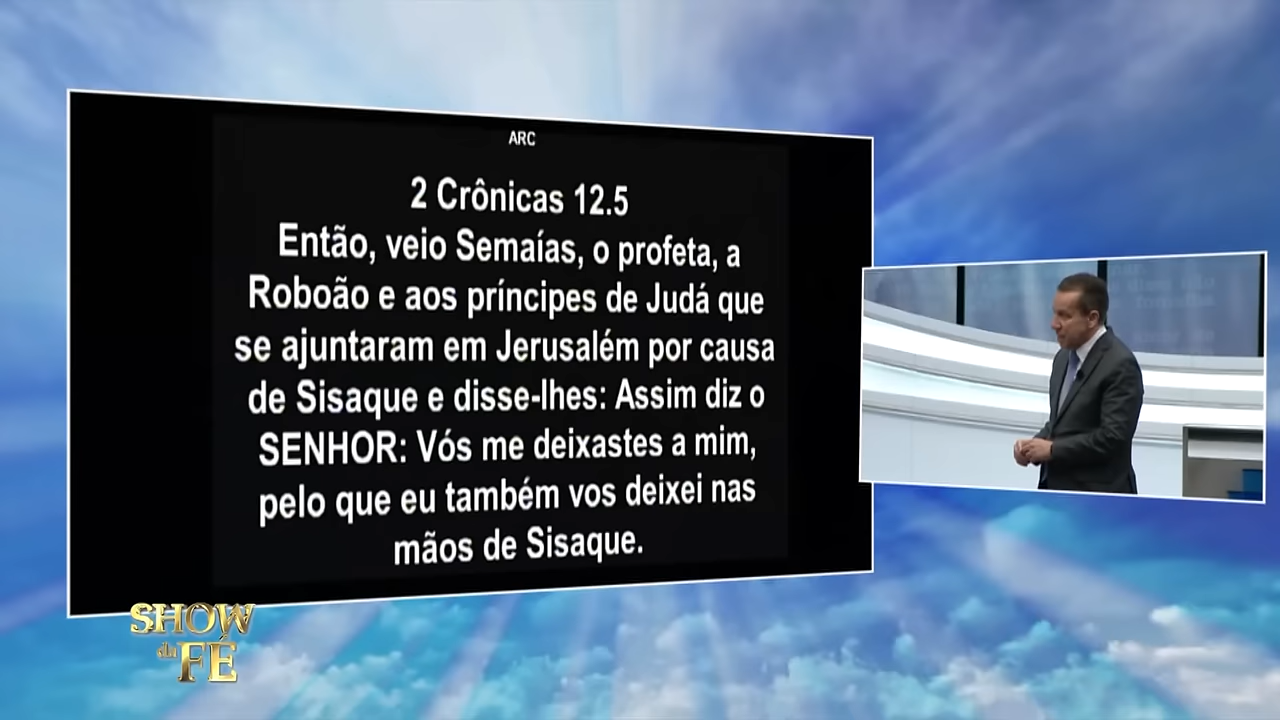 ARC
2 Crônicas 12.5
Então, veio Semaías, o profeta, a
Roboão e aos príncipes de Judá que
se ajuntaram em Jerusalém por causa
de Sisaque e disse-lhes: Assim diz o
SENHOR: Vós me deixastes a mim,
pelo que eu também vos deixei nas
mãos de Sisaque.
SHOW
da FÉ